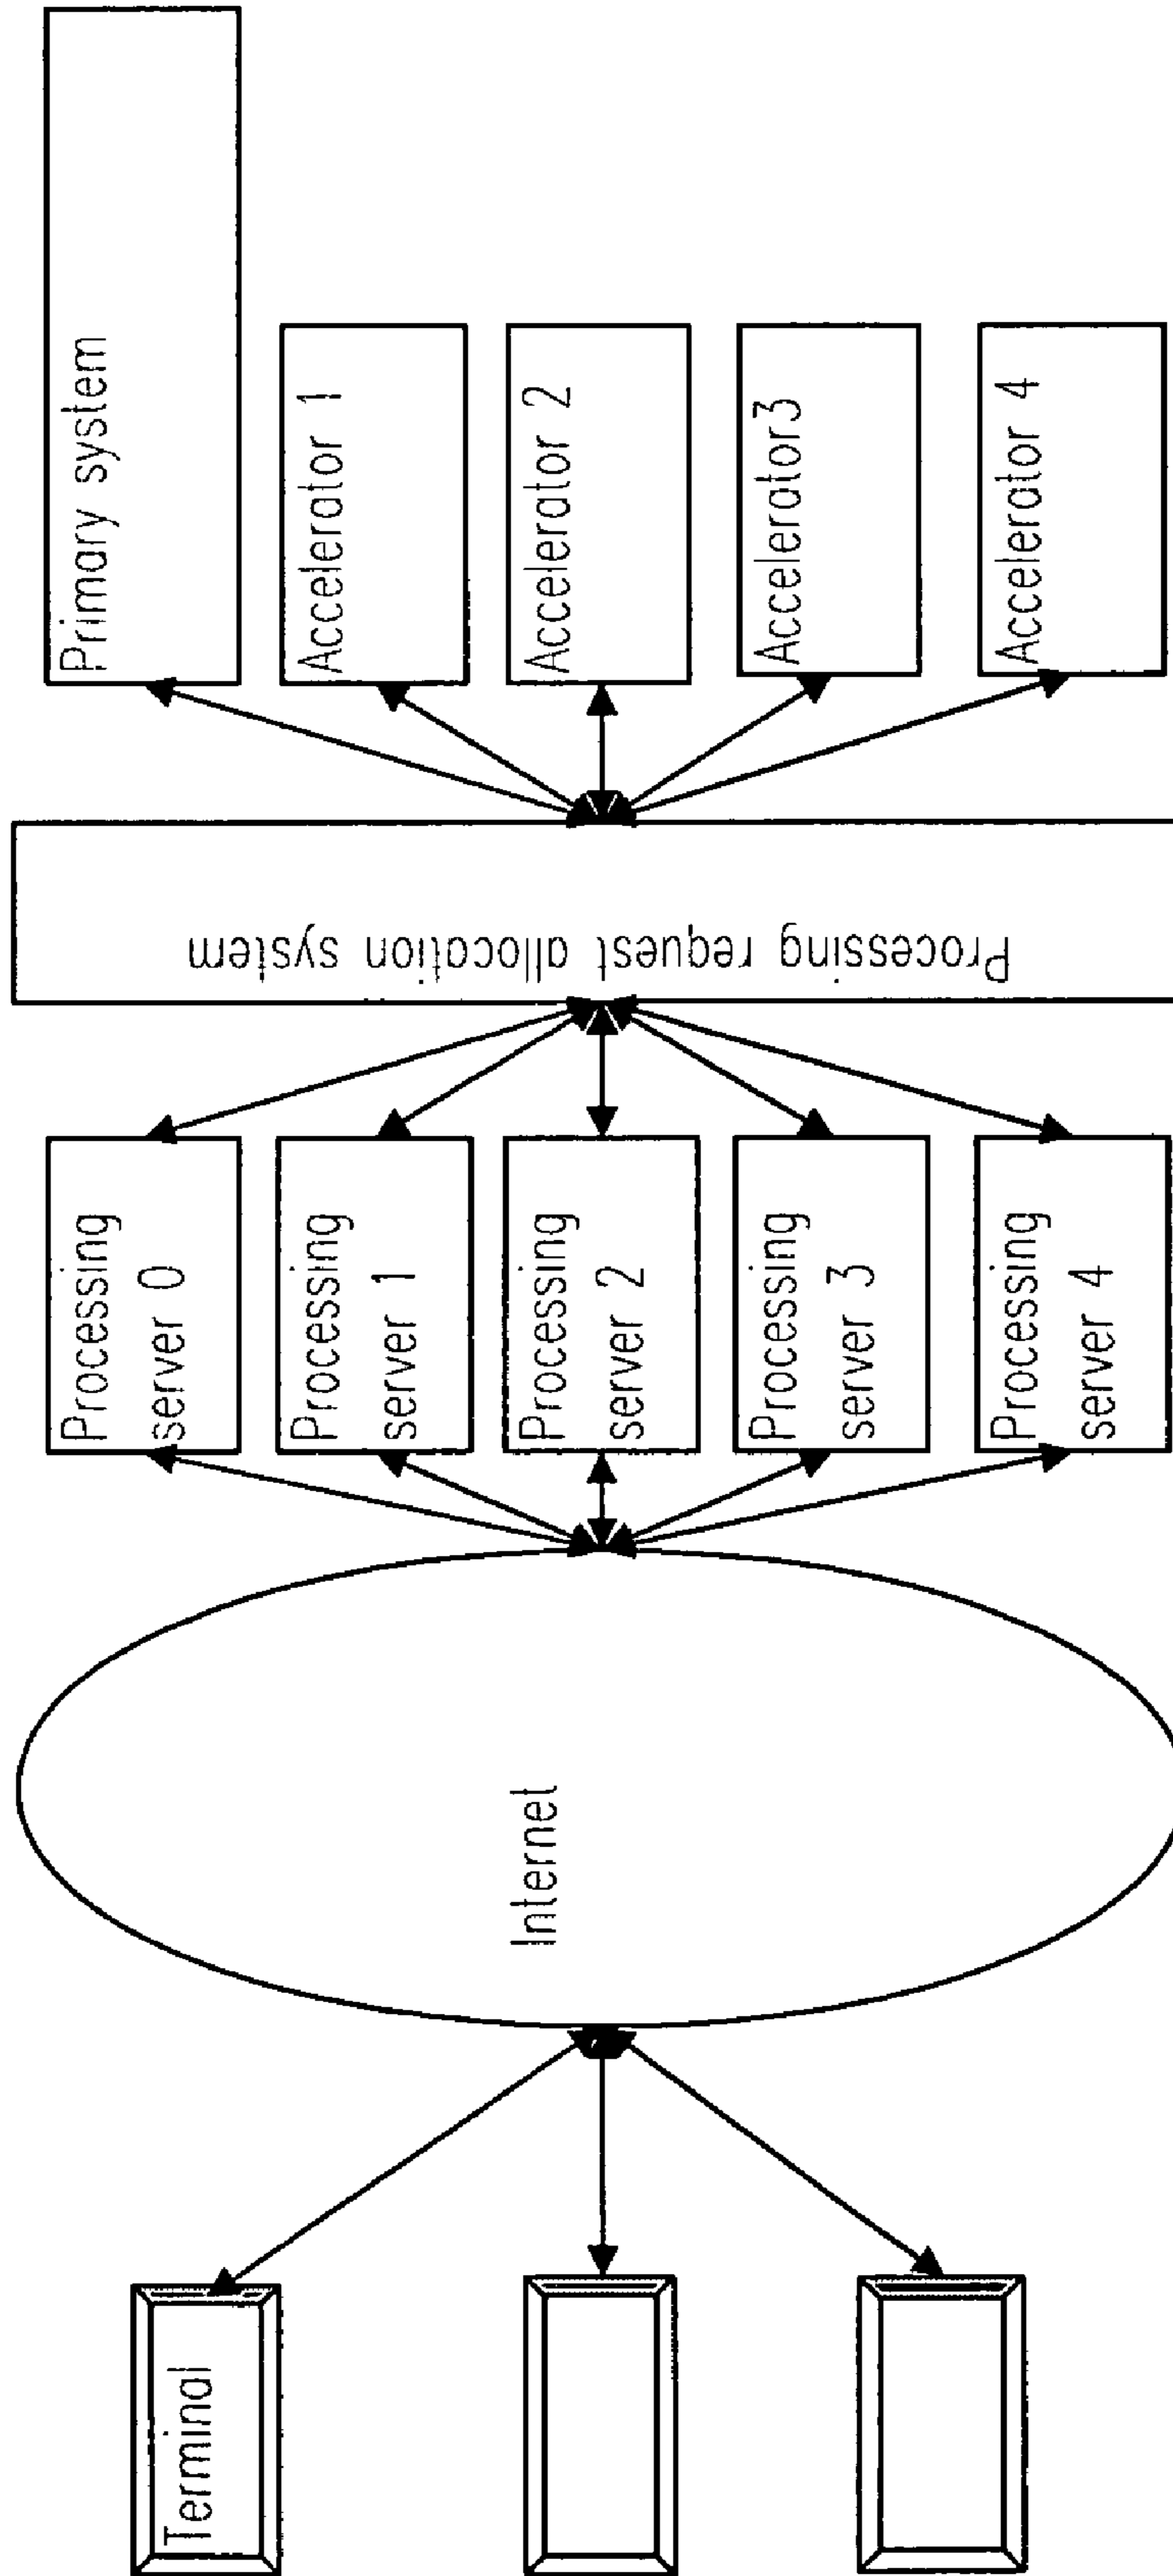 Terminal
Internet
Processing
server 0
Processing
server 1
Processing
server 2
Processing
server 3
Processing
server 4
Processing request allocation system
Primary system
Accelerator 1
Accelerator 2
Accelerator3
Accelerator 4